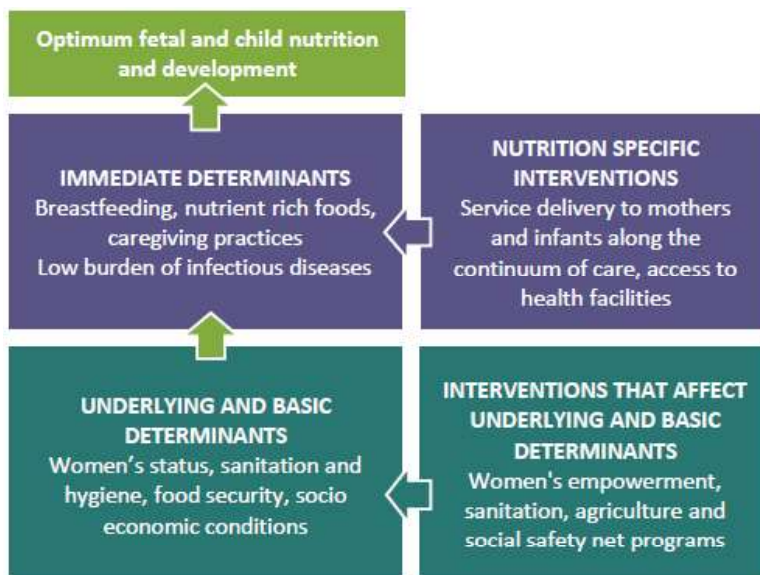 Optimum fetal and child nutrition
and development
IMMEDIATE DETERMINANTS
Breastfeeding, nutrient rich foods,
caregiving practices
Low burden of infectious diseases
NUTRITION SPECIFIC
INTERVENTIONS
Service delivery to mothers
and infants along the
continuum of care, access to
health facilities
UNDERLYING AND BASIC
DETERMINANTS
Women’s status, sanitation and
hygiene, food security, socio
economic conditions
INTERVENTIONS THAT AFFECT
UNDERLYING AND BASIC
DETERMINANTS
Women's empowerment,
sanitation, agriculture and
social safety net programs